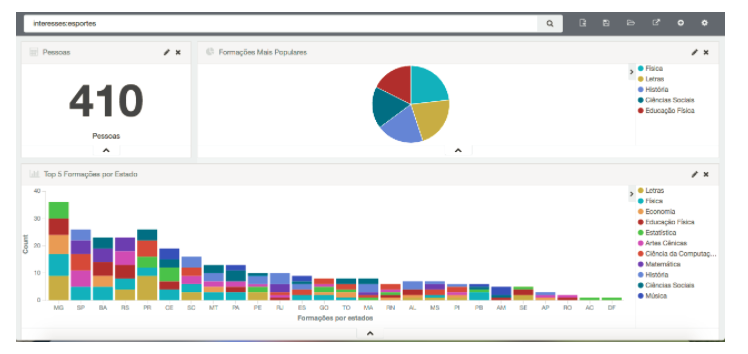 interesses:esportes
Pessoas
Formações Mais Populares
410
Pessoas
Física
Letras
História
Ciências Sociais
Educação Física
Top 5 Formações por Estado
Count
40
30
20
10
0
MG SP BA RS PR CE SC MT PA PE RJ ES GO TO MA RN AL MS PI PB AM SE AP RO AC DF
Formações por estados
Letras
Física
Economia
Educação Física
Estatística
Artes Cênicas
Ciência da Computaç...
Matemática
História
Ciências Sociais
Música